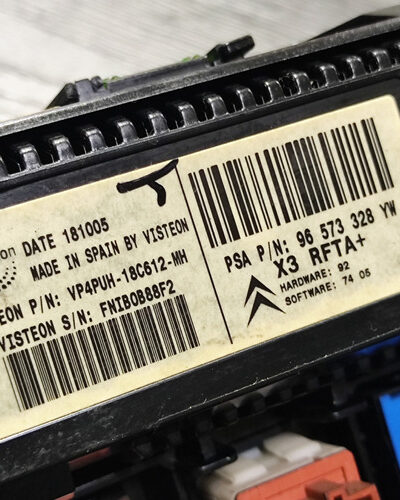 on DATE 181005
MADE IN SPAIN BY VISTEON
EON P/N: VP4PUH-18C612-MH
VISTEON S/N: FNIB0B88F2
PSA P/N: 96 573 328 YW
X3 RFTA+
HARDWARE: 92
SOFTWARE: 74 05